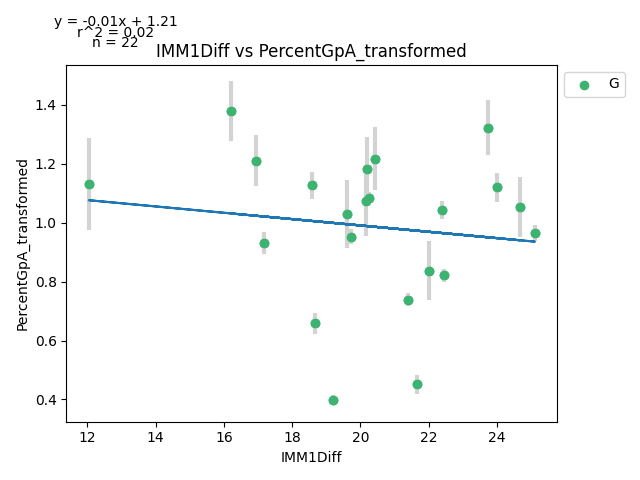 y = -0.01x + 1.21
r^2 = 0.02
n = 22
IMM1Diff vs PercentGpA_transformed
G
1.4
1.2
1.0
0.8
0.6
0.4
PercentGpA_transformed
12 14 16 18 20 22 24
IMM1Diff